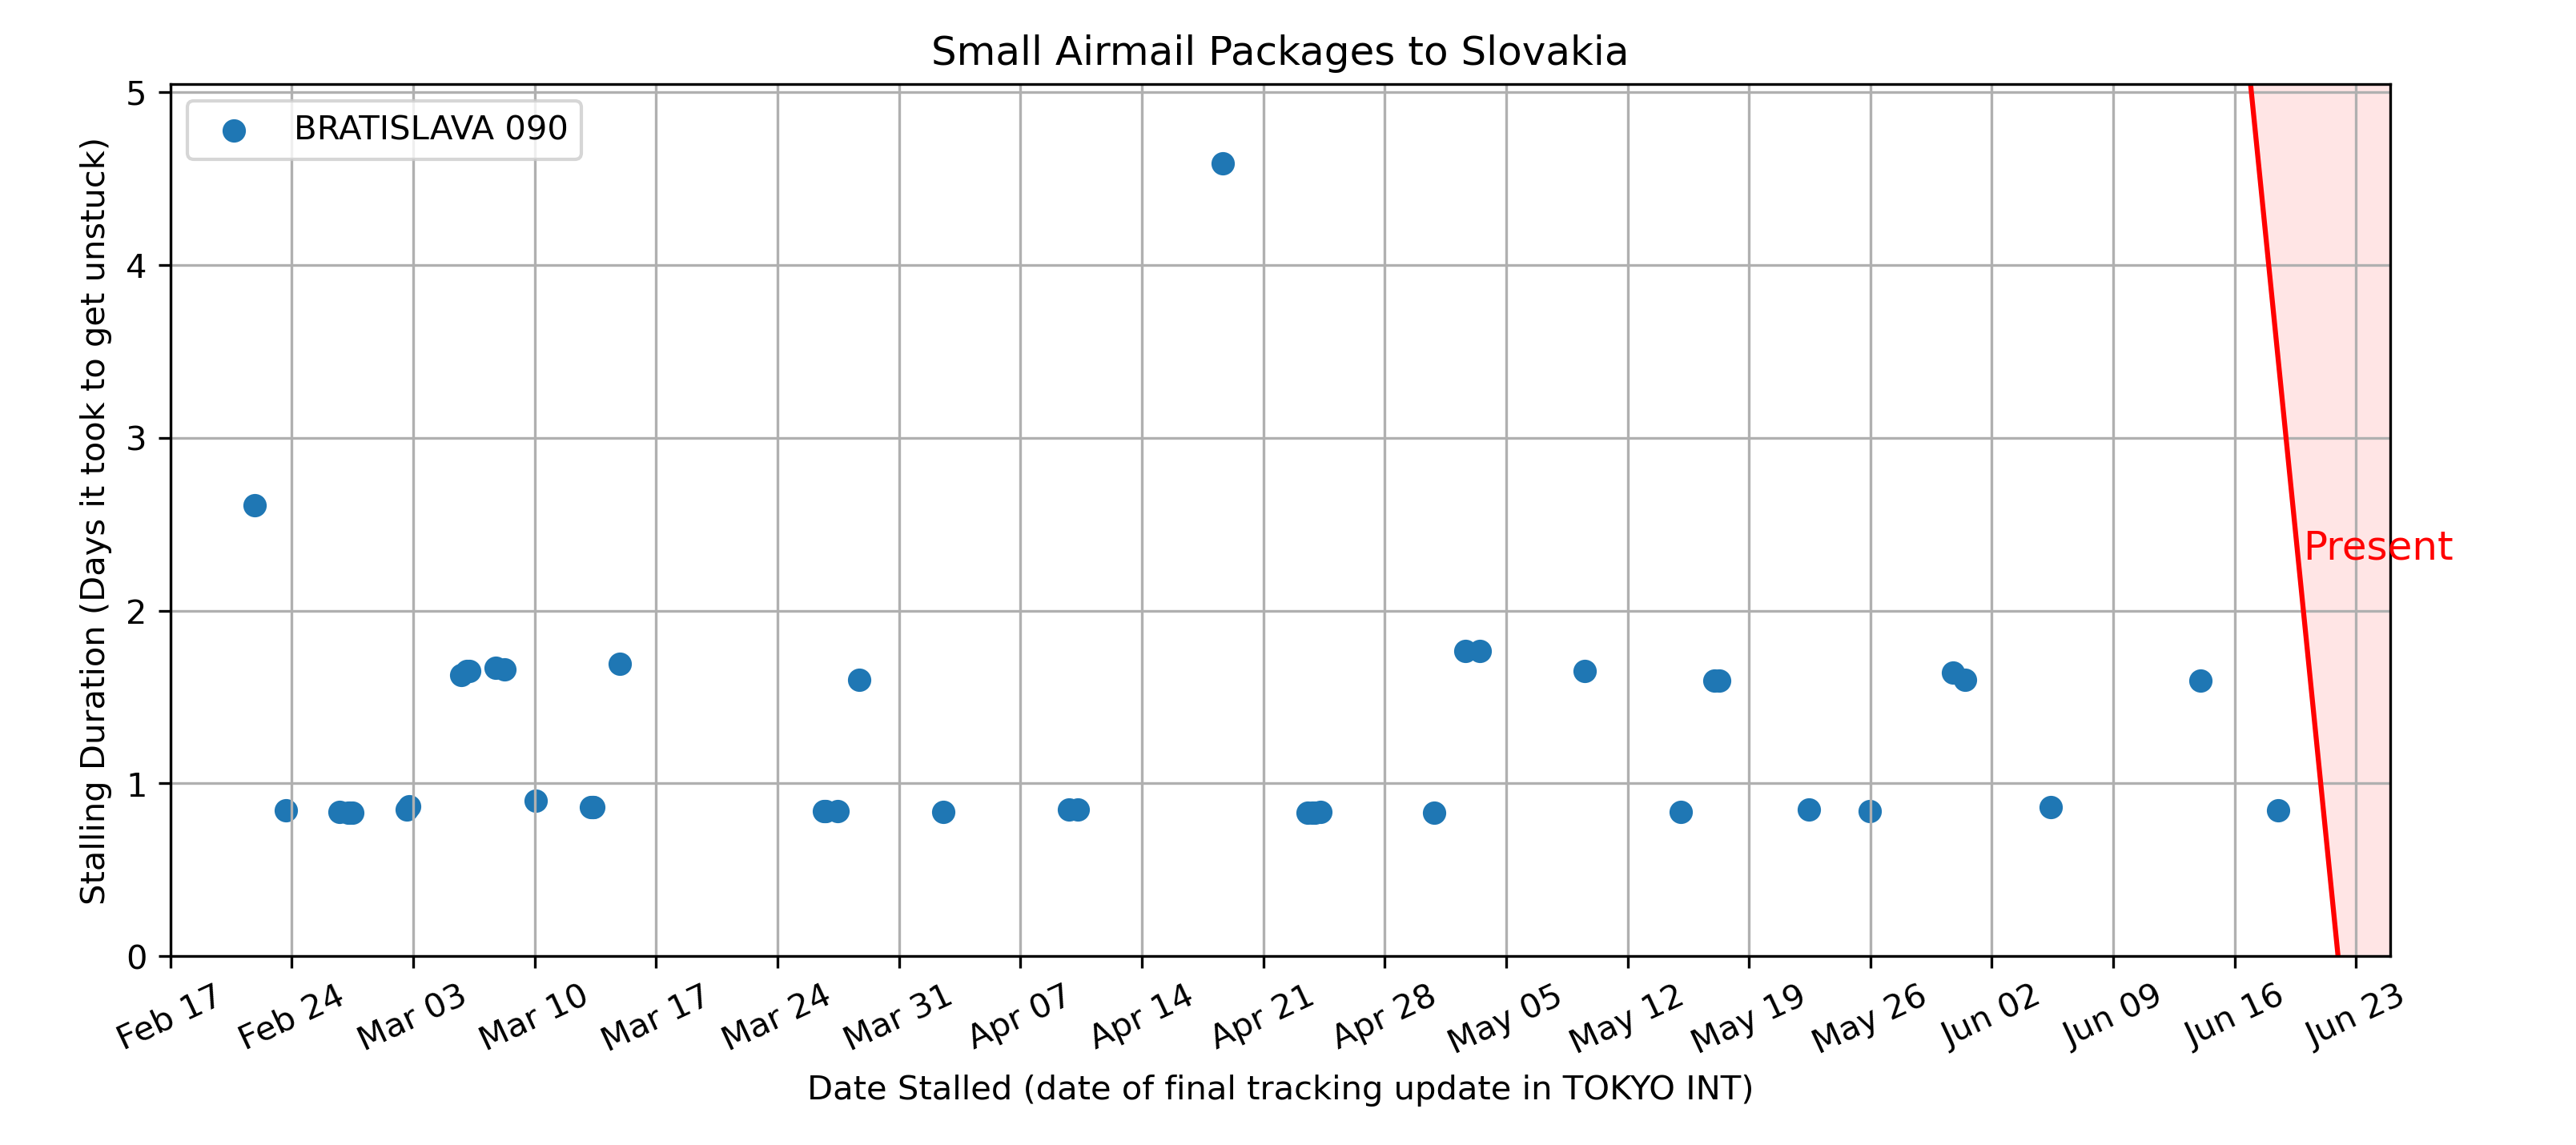 Small Airmail Packages to Slovakia
BRATISLAVA 090
Stalling Duration (Days it took to get unstuck)
5
4
3
2
1
0
Present
Feb 17
Feb 24
Mar 03
Mar 10
Mar 17
Mar 24
Mar 31
Apr 07
Apr 14
Apr 21
Apr 28
May 05
May 12
May 19
May 26
Jun 02
Jun 09
Jun 16
Jun 23
Date Stalled (date of final tracking update in TOKYO INT)